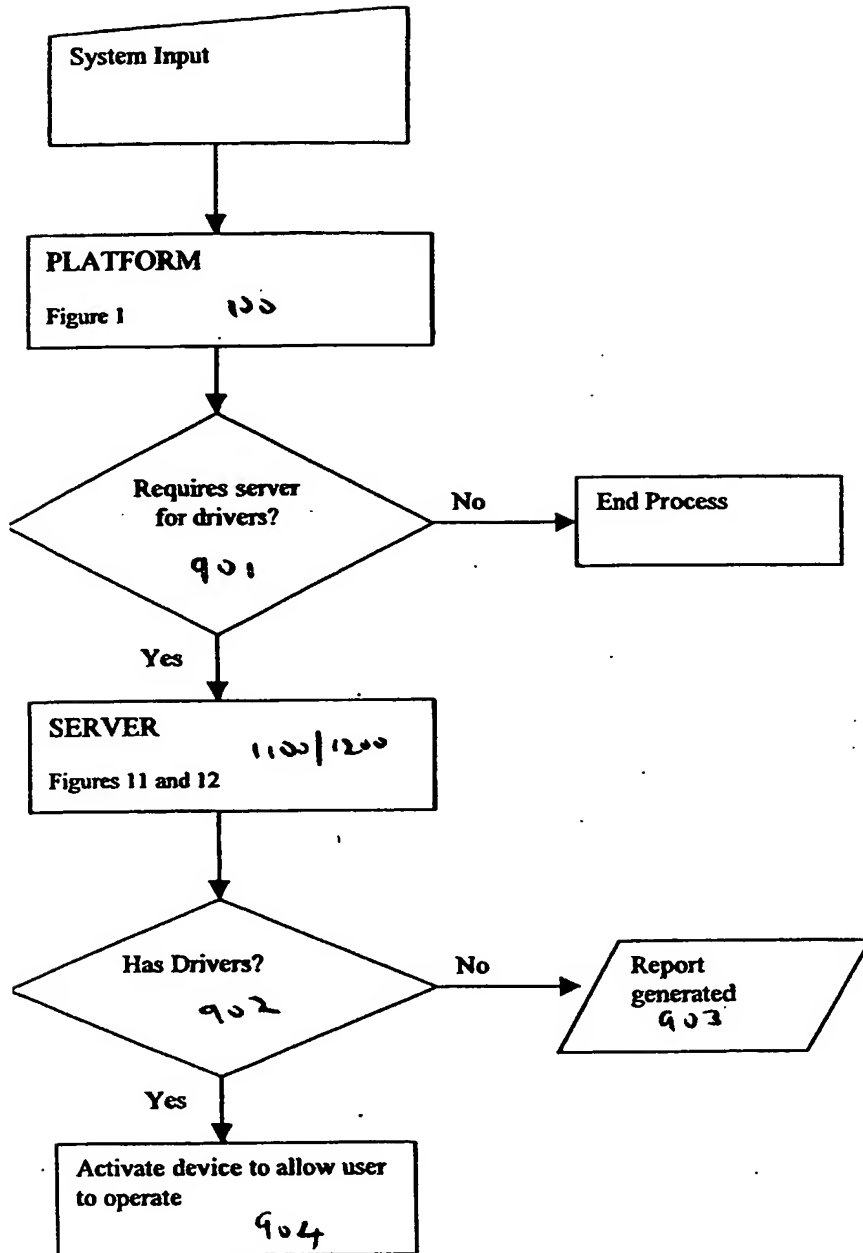 System Input
PLATFORM
Figure 1 100
Requires server
for drivers?
901
No
End Process
Yes
SERVER
1100/1200
Figures 11 and 12
Has Drivers?
902
No
Report
generated
903
Yes
Activate device to allow user
to operate
904